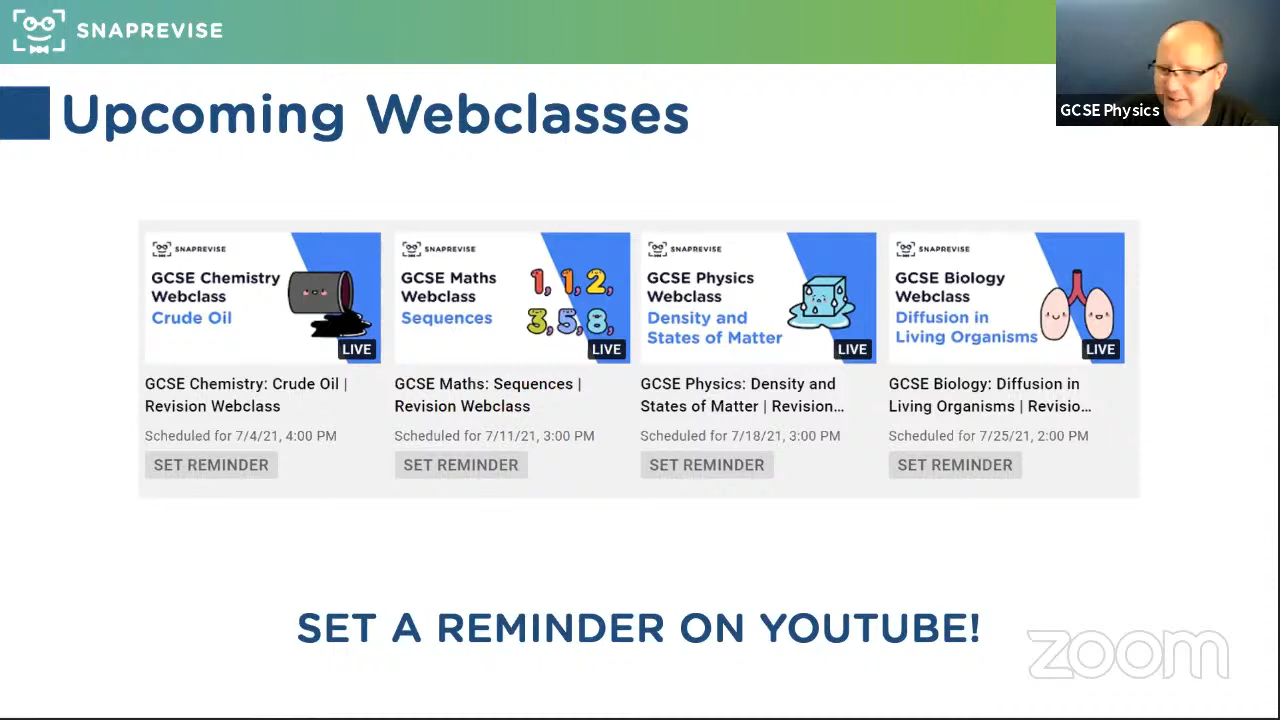 SNAPREVISE
GCSE Physics
Upcoming Webclasses
SNAPREVISE
GCSE Chemistry
Webclass
Crude Oil
LIVE
GCSE Chemistry: Crude Oil |
Revision Webclass
Scheduled for 7/4/21, 4:00 PM
SET REMINDER
SNAPREVISE
GCSE Maths
Webclass
Sequences
1, 1, 2,
3, 5, 8,
LIVE
GCSE Maths: Sequences |
Revision Webclass
Scheduled for 7/11/21, 3:00 PM
SET REMINDER
SNAPREVISE
GCSE Physics
Webclass
Density and
States of Matter
LIVE
GCSE Physics: Density and
States of Matter | Revision...
Scheduled for 7/18/21, 3:00 PM
SET REMINDER
SNAPREVISE
GCSE Biology
Webclass
Diffusion in
Living Organisms
LIVE
GCSE Biology: Diffusion in
Living Organisms | Revisio...
Scheduled for 7/25/21, 2:00 PM
SET REMINDER
SET A REMINDER ON YOUTUBE!
zoom